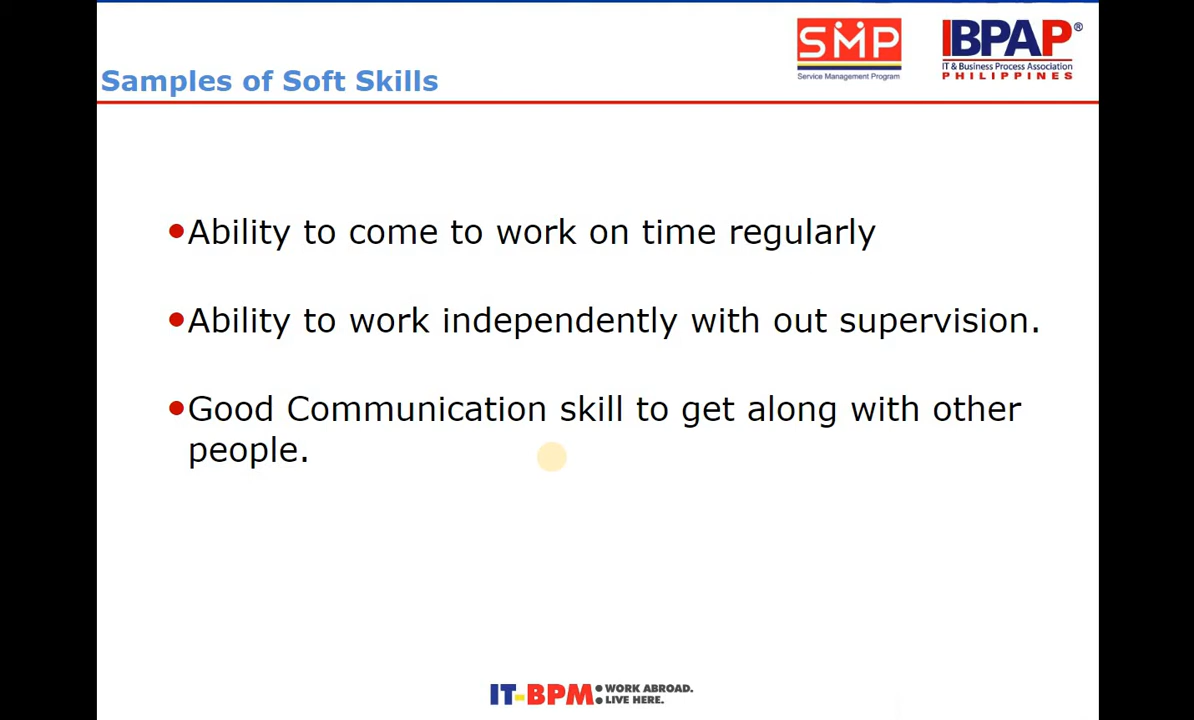 SMP
Service Management Program
IBPAP®
IT & Business Process Association
PHILIPPINES
Samples of Soft Skills
•Ability to come to work on time regularly
•Ability to work independently with out supervision.
•Good Communication skill to get along with other
people.
IT-BPM: WORK ABROAD.
LIVE HERE.